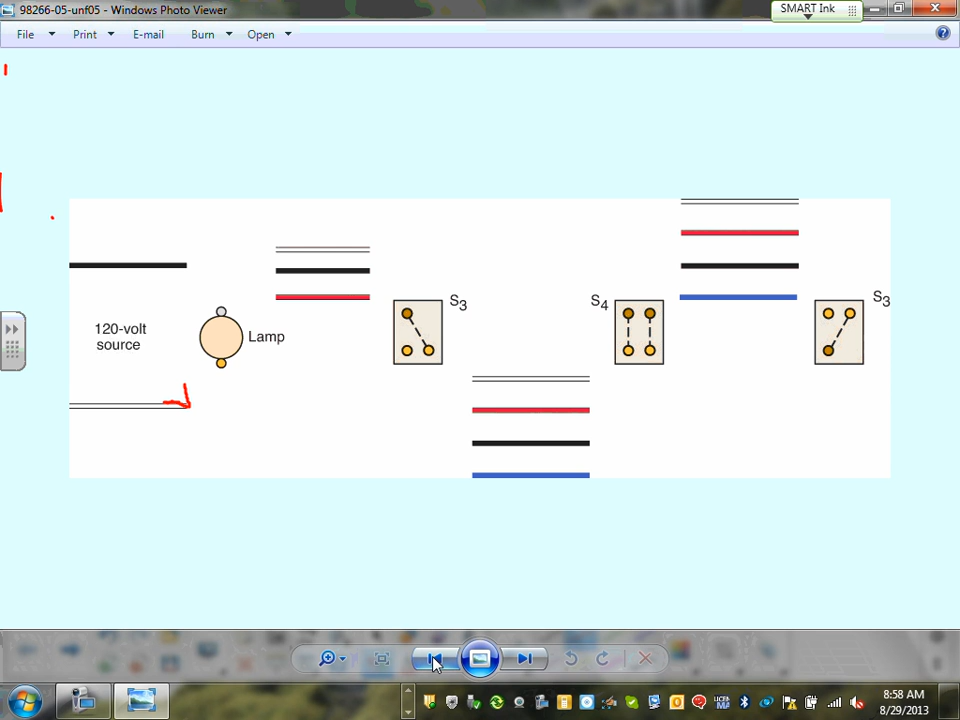 98266-05-unf05 - Windows Photo Viewer
SMART Ink
File Print E-mail Burn Open
S3
S4
S3
120-volt
source
Lamp
8:58 AM
8/29/2013